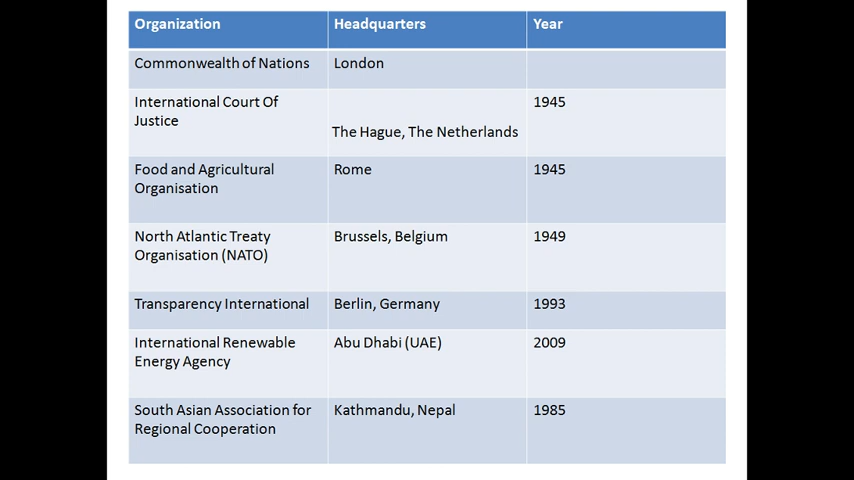 Organization Headquarters Year
Commonwealth of Nations London
International Court Of
Justice
The Hague, The Netherlands
1945
Food and Agricultural
Organisation
Rome
1945
North Atlantic Treaty
Organisation (NATO)
Brussels, Belgium
1949
Transparency International Berlin, Germany 1993
International Renewable
Energy Agency
Abu Dhabi (UAE)
2009
South Asian Association for
Regional Cooperation
Kathmandu, Nepal
1985